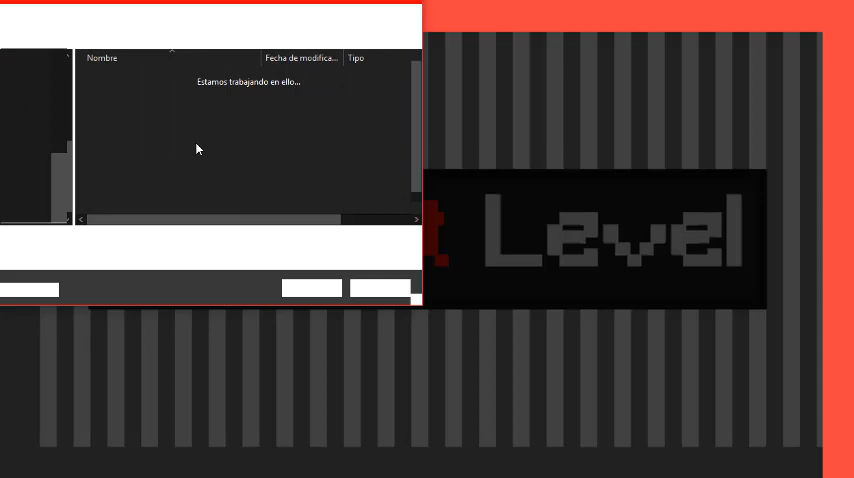 Nombre Fecha de modifica... Tipo
Estamos trabajando en ello...
Level